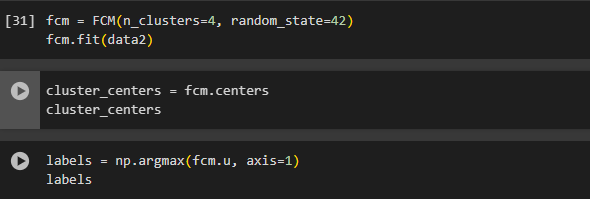 [31] fcm = FCM(n_clusters=4, random_state=42)
fcm.fit(data2)
cluster_centers = fcm.centers
cluster_centers
labels = np.argmax(fcm.u, axis=1)
labels